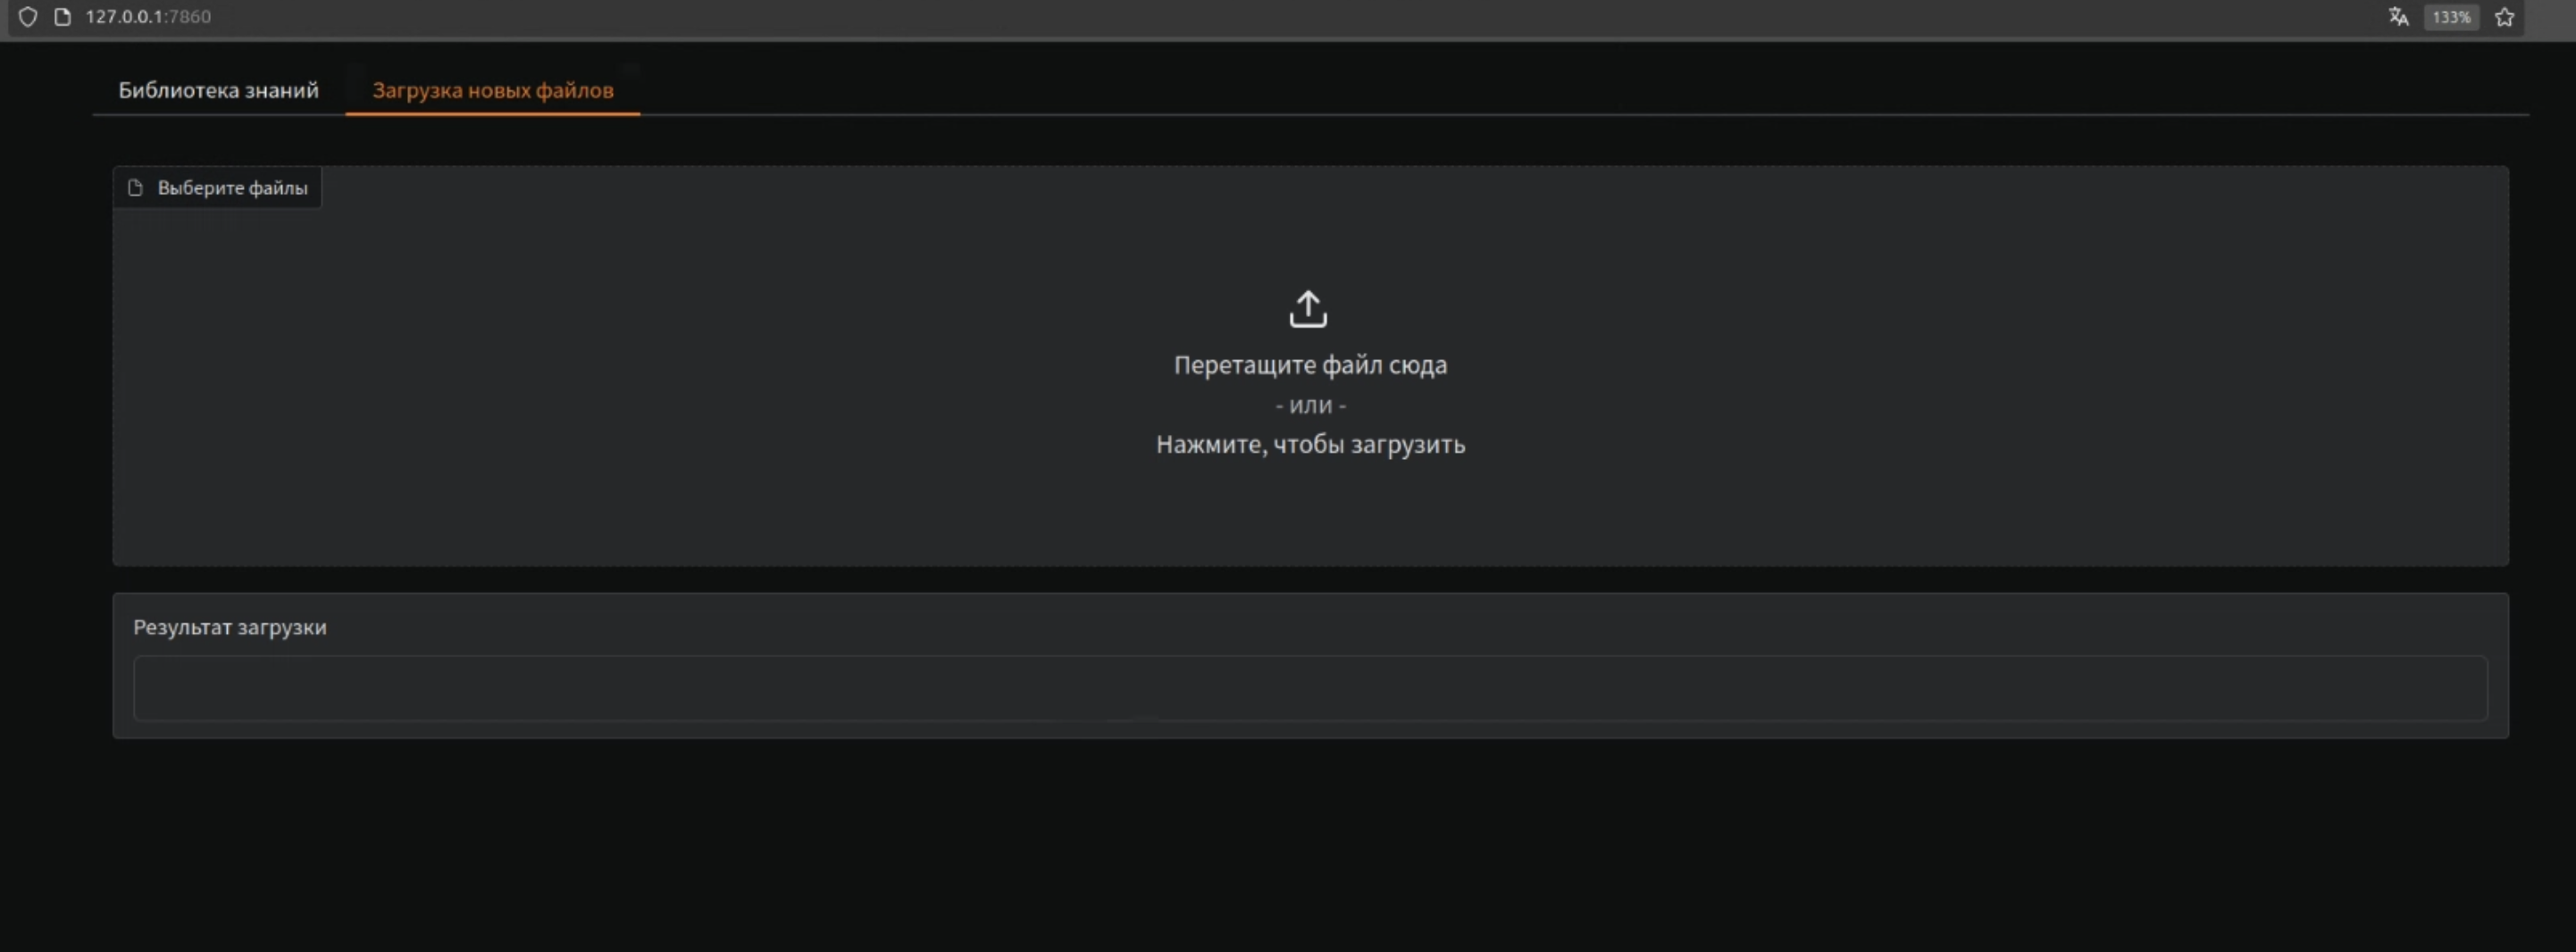 127.0.0.1:7860
133%
Библиотека знаний
Загрузка новых файлов
Выберите файлы
Перетащите файл сюда
- или -
Нажмите, чтобы загрузить
Результат загрузки